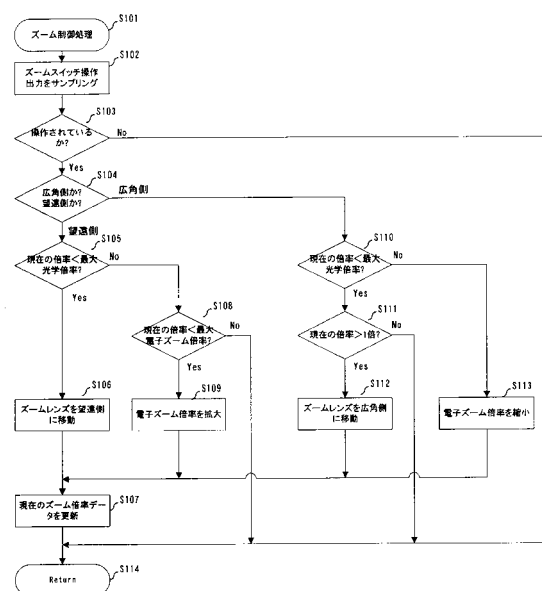 S101
ズーム制御処理
S102
ズームスイッチ操作
出力をサンプリング
S103
操作されている
か?
No
Yes
S104
広角側か?
望遠側か?
広角側
望遠側
S105
現在の倍率<最大
光学倍率?
No
Yes
S110
現在の倍率<最大
光学倍率?
No
Yes
S108
現在の倍率<最大
電子ズーム倍率?
No
Yes
S111
現在の倍率>1倍?
No
Yes
S106
ズームレンズを望遠側
に移動
S109
電子ズーム倍率を拡大
S112
ズームレンズを広角側
に移動
S113
電子ズーム倍率を縮小
S107
現在のズーム倍率デー
タを更新
S114
Return